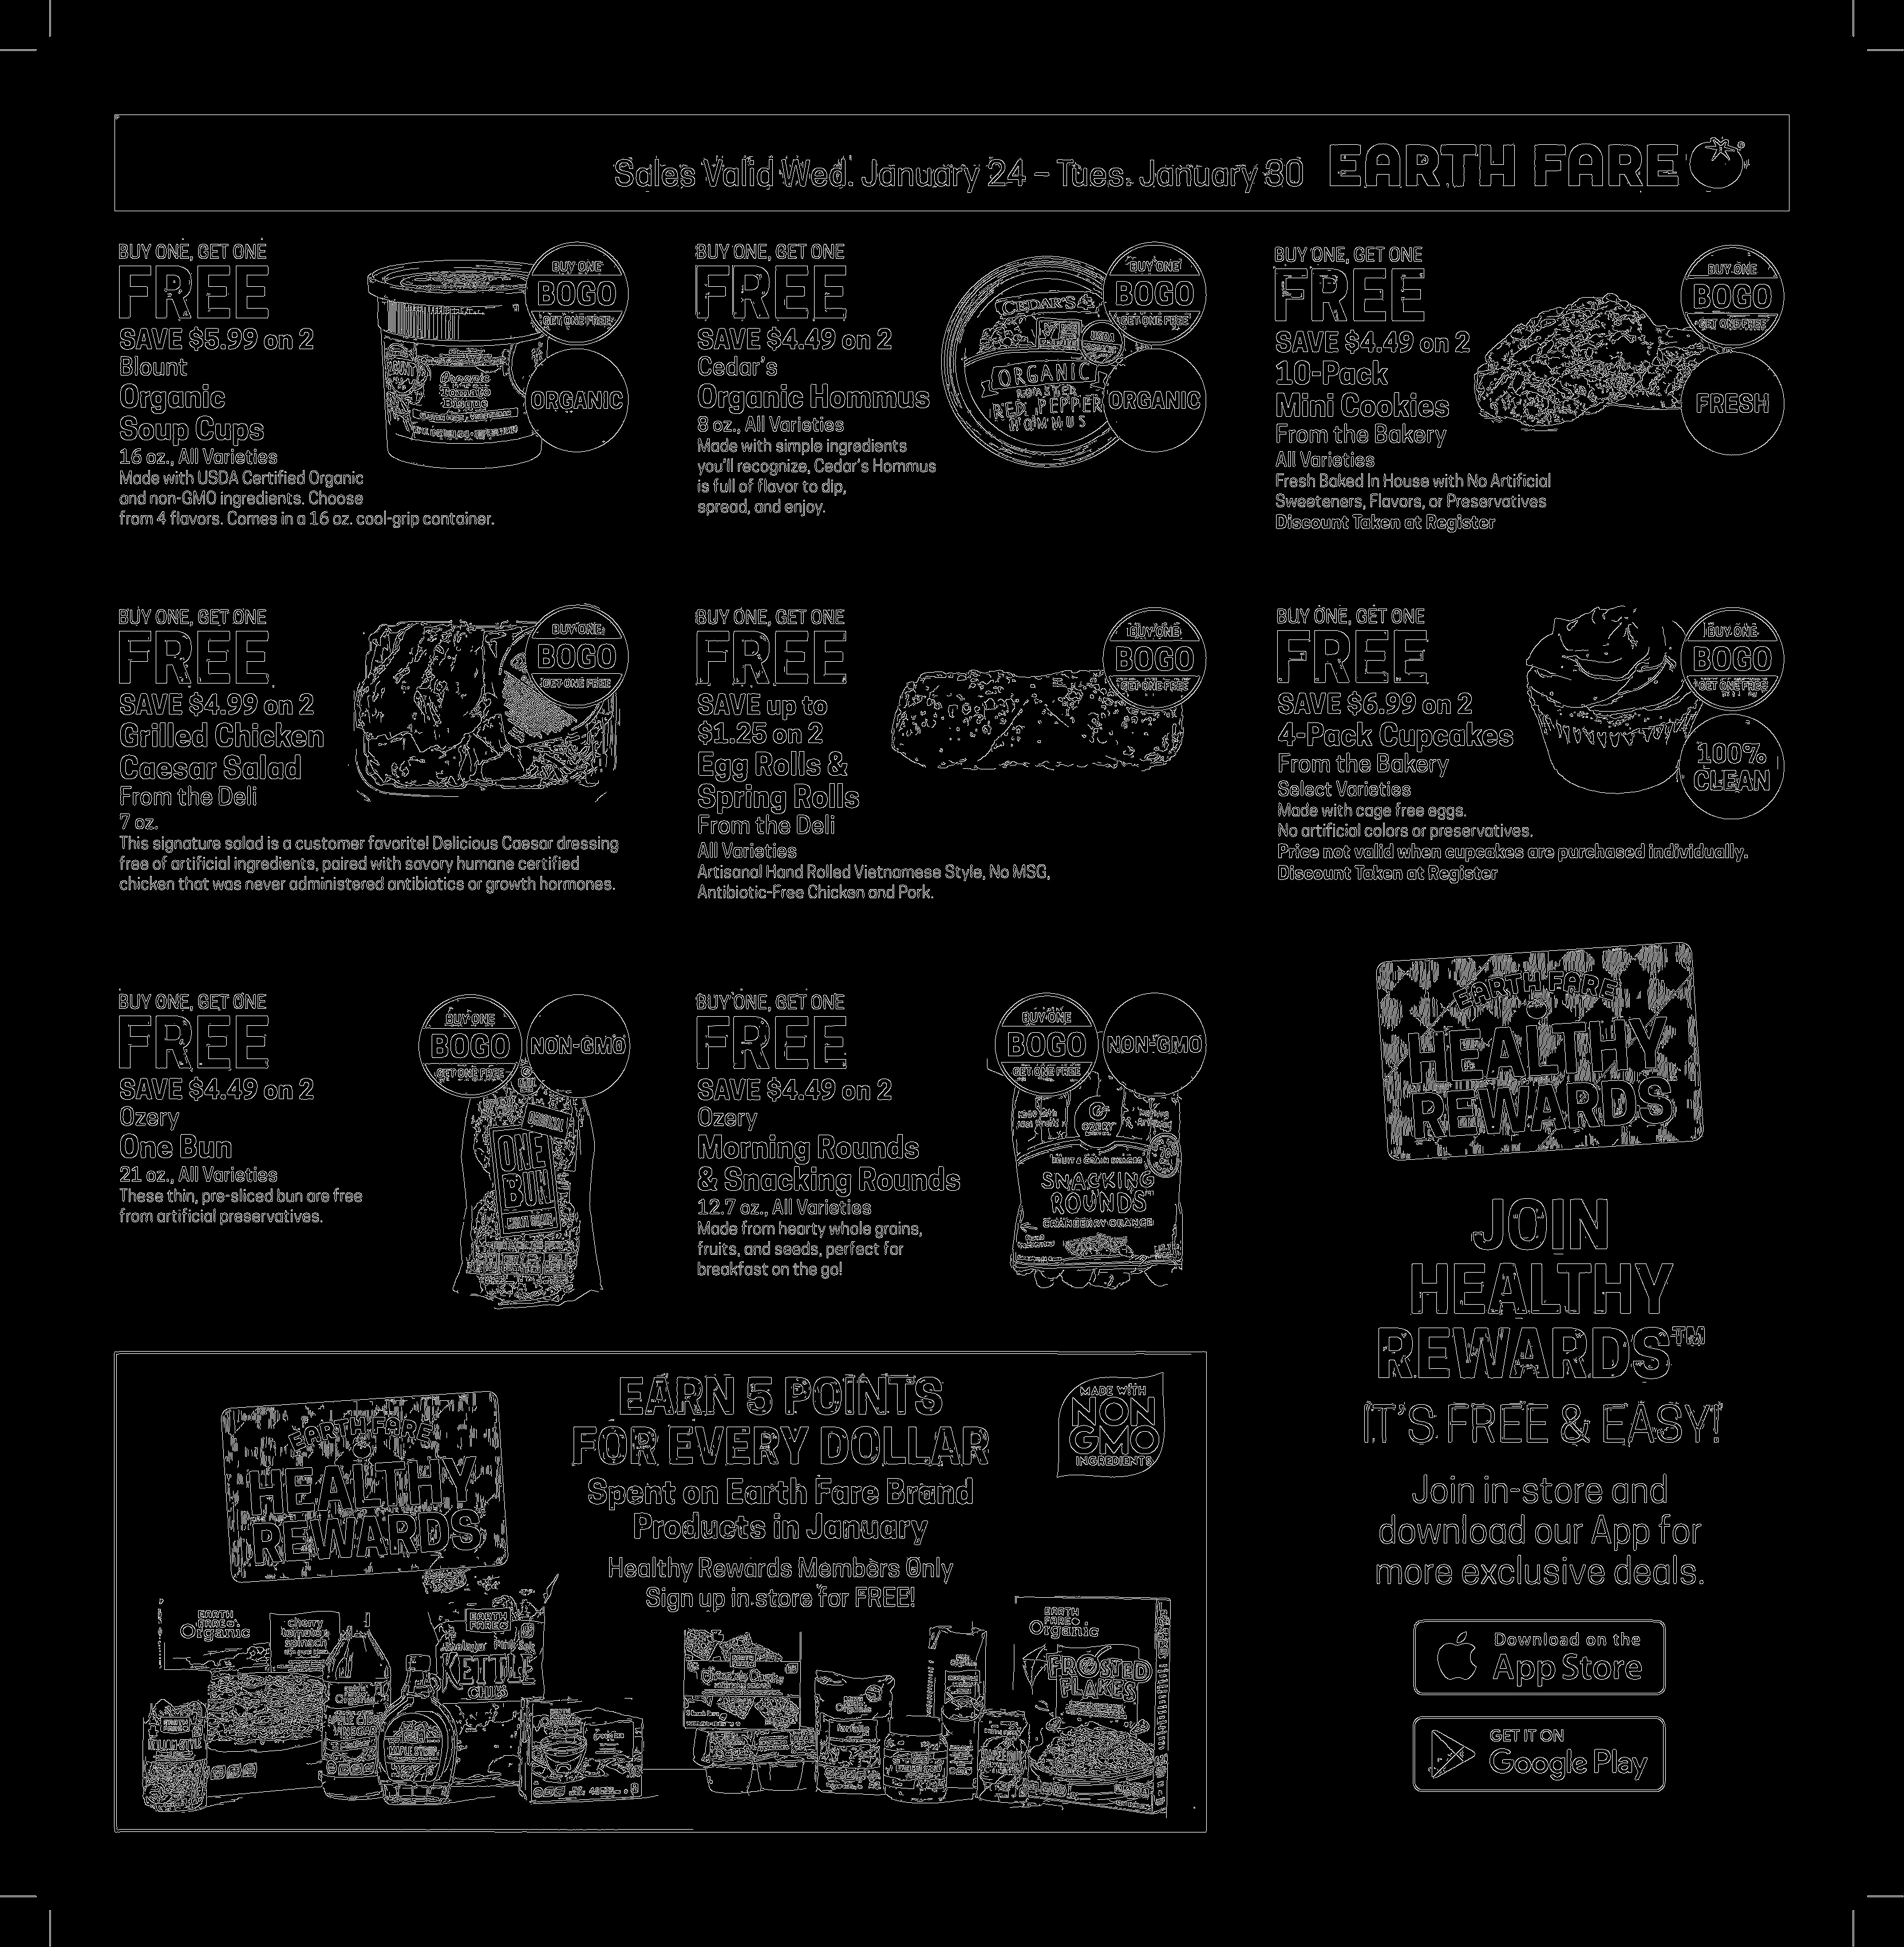 Sales Valid Wed. January 24 – Tues. January 30
EARTH FARE
BUY ONE, GET ONE
FREE
SAVE $5.99 on 2
Blount
Organic
Soup Cups
16 oz., All Varieties
Made with USDA Certified Organic
and non-GMO ingredients. Choose
from 4 flavors. Comes in a 16 oz. cool-grip container.
Organic
Tomato
Bisque
BUY ONE
BOGO
GET ONE FREE
ORGANIC
BUY ONE, GET ONE
FREE
SAVE $4.49 on 2
Cedar's
Organic Hommus
8 oz., All Varieties
Made with simple ingredients
you'll recognize, Cedar's Hommus
is full of flavor to dip,
spread, and enjoy.
CEDAR'S
USDA
ORGANIC
ROASTED
RED PEPPER
HOMMUS
BUY ONE
BOGO
GET ONE FREE
ORGANIC
BUY ONE, GET ONE
FREE
SAVE $4.49 on 2
10-Pack
Mini Cookies
From the Bakery
All Varieties
Fresh Baked In House with No Artificial
Sweeteners, Flavors, or Preservatives
Discount Taken at Register
BUY ONE
BOGO
GET ONE FREE
FRESH
BUY ONE, GET ONE
FREE
SAVE $4.99 on 2
Grilled Chicken
Caesar Salad
From the Deli
7 oz.
This signature salad is a customer favorite! Delicious Caesar dressing
free of artificial ingredients, paired with savory humane certified
chicken that was never administered antibiotics or growth hormones.
BUY ONE
BOGO
GET ONE FREE
BUY ONE, GET ONE
FREE
SAVE up to
$1.25 on 2
Egg Rolls &
Spring Rolls
From the Deli
All Varieties
Artisanal Hand Rolled Vietnamese Style, No MSG,
Antibiotic-Free Chicken and Pork.
BUY ONE
BOGO
GET ONE FREE
BUY ONE, GET ONE
FREE
SAVE $6.99 on 2
4-Pack Cupcakes
From the Bakery
Select Varieties
Made with cage free eggs.
No artificial colors or preservatives.
Price not valid when cupcakes are purchased individually.
Discount Taken at Register
BUY ONE
BOGO
GET ONE FREE
100%
CLEAN
BUY ONE, GET ONE
FREE
SAVE $4.49 on 2
Ozery
One Bun
21 oz., All Varieties
These thin, pre-sliced bun are free
from artificial preservatives.
BUY ONE
BOGO
GET ONE FREE
NON-GMO
ORIGINAL
ONE
BUN
MULTI GRAIN
BUY ONE, GET ONE
FREE
SAVE $4.49 on 2
Ozery
Morning Rounds
& Snacking Rounds
12.7 oz., All Varieties
Made from hearty whole grains,
fruits, and seeds, perfect for
breakfast on the go!
BUY ONE
BOGO
GET ONE FREE
NON-GMO
OZERY
SNACKING
ROUNDS™
CRANBERRY ORANGE
EARTH FARE
HEALTHY
REWARDS
JOIN
HEALTHY
REWARDS™
IT'S FREE & EASY!
Join in-store and
download our App for
more exclusive deals.
Download on the
App Store
GET IT ON
Google Play
EARTH FARE
HEALTHY
REWARDS
EARN 5 POINTS
FOR EVERY DOLLAR
Spent on Earth Fare Brand
Products in January
Healthy Rewards Members Only
Sign up in store for FREE!
MADE WITH
NON
GMO
INGREDIENTS
EARTH
FARE
Organic
cherry
tomato
spinach
EARTH
FARE
KETTLE
CHIPS
MAPLE SYRUP
EARTH
FARE
Organic
FROSTED
FLAKES